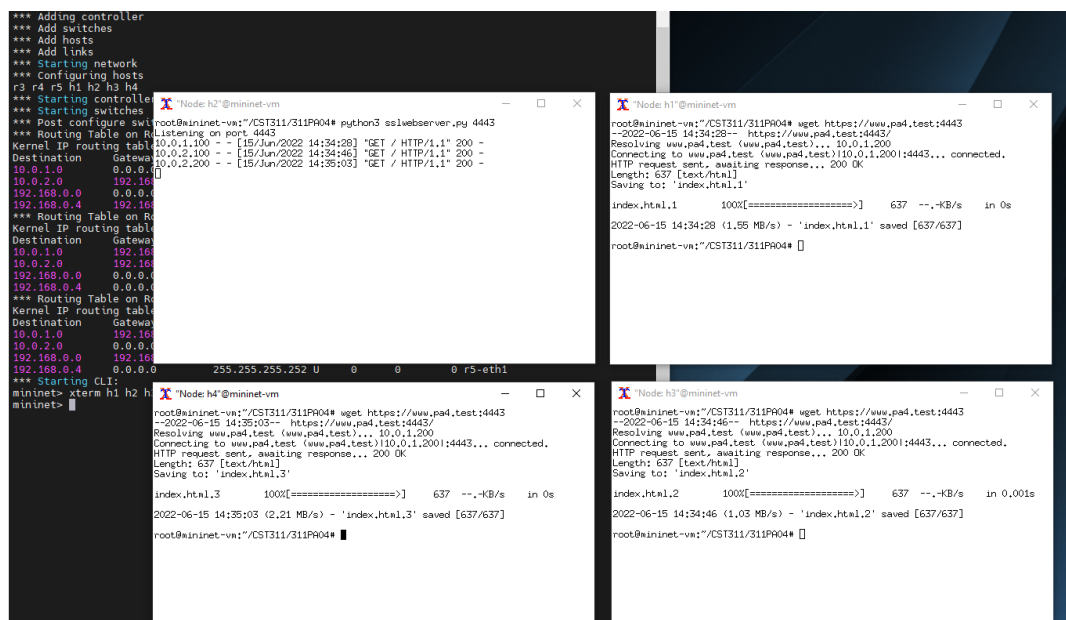 *** Adding controller
*** Add switches
*** Add hosts
*** Add links
*** Starting network
*** Configuring hosts
r3 r4 r5 h1 h2 h3 h4
*** Starting controller
*** Starting switches
*** Post configure swi
*** Routing Table on Ro
Kernel IP routing table
Destination Gateway
10.0.1.0 0.0.0.0
10.0.2.0 192.168
192.168.0.0 0.0.0.0
192.168.0.4 192.168
*** Routing Table on Ro
Kernel IP routing table
Destination Gateway
10.0.1.0 192.168
10.0.2.0 192.168
192.168.0.0 0.0.0.0
192.168.0.4 0.0.0.0
*** Routing Table on Ro
Kernel IP routing table
Destination Gateway
10.0.1.0 192.168
10.0.2.0 0.0.0.0
192.168.0.0 192.168
192.168.0.4 0.0.0.0 255.255.255.252 U 0 0 0 r5-eth1
*** Starting CLI:
mininet> xterm h1 h2 h
mininet>
"Node: h2"@mininet-vm
root@mininet-vm:~/CST311/311PA04# python3 sslwebserver.py 4443
Listening on port 4443
10.0.1.100 - - [15/Jun/2022 14:34:28] "GET / HTTP/1.1" 200 -
10.0.2.100 - - [15/Jun/2022 14:34:46] "GET / HTTP/1.1" 200 -
10.0.2.200 - - [15/Jun/2022 14:35:03] "GET / HTTP/1.1" 200 -
"Node: h1"@mininet-vm
root@mininet-vm:~/CST311/311PA04# wget https://www.pa4.test:4443
--2022-06-15 14:34:28-- https://www.pa4.test:4443/
Resolving www.pa4.test (www.pa4.test)... 10.0.1.200
Connecting to www.pa4.test (www.pa4.test)|10.0.1.200|:4443... connected.
HTTP request sent, awaiting response... 200 OK
Length: 637 [text/html]
Saving to: 'index.html.1'
index.html.1 100%[===================>] 637 --.-KB/s in 0s
2022-06-15 14:34:28 (1.55 MB/s) - 'index.html.1' saved [637/637]
root@mininet-vm:~/CST311/311PA04#
"Node: h4"@mininet-vm
root@mininet-vm:~/CST311/311PA04# wget https://www.pa4.test:4443
--2022-06-15 14:35:03-- https://www.pa4.test:4443/
Resolving www.pa4.test (www.pa4.test)... 10.0.1.200
Connecting to www.pa4.test (www.pa4.test)|10.0.1.200|:4443... connected.
HTTP request sent, awaiting response... 200 OK
Length: 637 [text/html]
Saving to: 'index.html.3'
index.html.3 100%[===================>] 637 --.-KB/s in 0s
2022-06-15 14:35:03 (2.21 MB/s) - 'index.html.3' saved [637/637]
root@mininet-vm:~/CST311/311PA04#
"Node: h3"@mininet-vm
root@mininet-vm:~/CST311/311PA04# wget https://www.pa4.test:4443
--2022-06-15 14:34:46-- https://www.pa4.test:4443/
Resolving www.pa4.test (www.pa4.test)... 10.0.1.200
Connecting to www.pa4.test (www.pa4.test)|10.0.1.200|:4443... connected.
HTTP request sent, awaiting response... 200 OK
Length: 637 [text/html]
Saving to: 'index.html.2'
index.html.2 100%[===================>] 637 --.-KB/s in 0.001s
2022-06-15 14:34:46 (1.03 MB/s) - 'index.html.2' saved [637/637]
root@mininet-vm:~/CST311/311PA04#